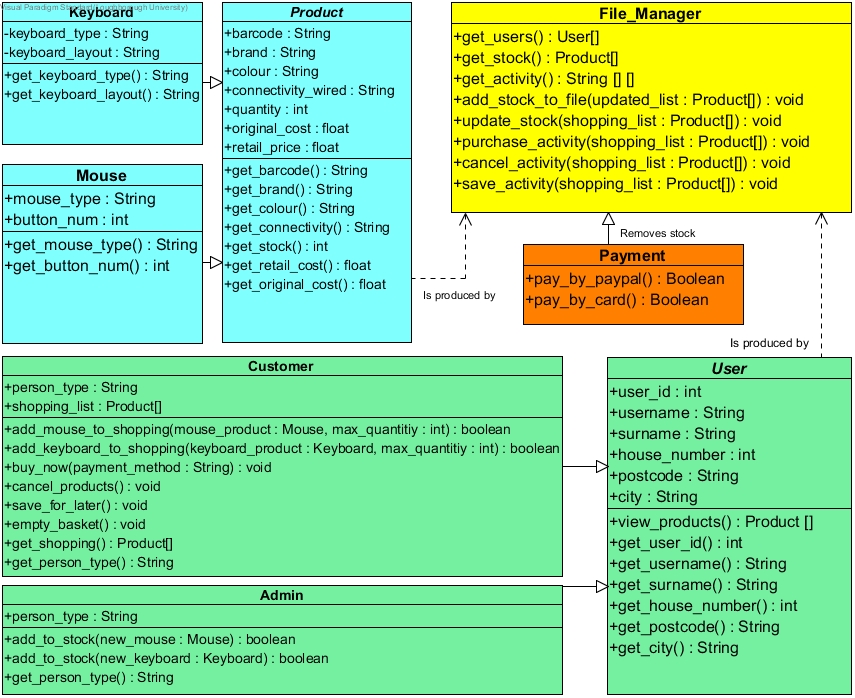 Visual Paradigm Standard(Loughborough University)
Keyboard
-keyboard_type : String
-keyboard_layout : String
+get_keyboard_type() : String
+get_keyboard_layout() : String
Mouse
+mouse_type : String
+button_num : int
+get_mouse_type() : String
+get_button_num() : int
Product
+barcode : String
+brand : String
+colour : String
+connectivity_wired : String
+quantity : int
+original_cost : float
+retail_price : float
+get_barcode() : String
+get_brand() : String
+get_colour() : String
+get_connectivity() : String
+get_stock() : int
+get_retail_cost() : float
+get_original_cost() : float
Is produced by
File_Manager
+get_users() : User[]
+get_stock() : Product[]
+get_activity() : String [] []
+add_stock_to_file(updated_list : Product[]) : void
+update_stock(shopping_list : Product[]) : void
+purchase_activity(shopping_list : Product[]) : void
+cancel_activity(shopping_list : Product[]) : void
+save_activity(shopping_list : Product[]) : void
Removes stock
Payment
+pay_by_paypal() : Boolean
+pay_by_card() : Boolean
Is produced by
Customer
+person_type : String
+shopping_list : Product[]
+add_mouse_to_shopping(mouse_product : Mouse, max_quantitiy : int) : boolean
+add_keyboard_to_shopping(keyboard_product : Keyboard, max_quantitiy : int) : boolean
+buy_now(payment_method : String) : void
+cancel_products() : void
+save_for_later() : void
+empty_basket() : void
+get_shopping() : Product[]
+get_person_type() : String
Admin
+person_type : String
+add_to_stock(new_mouse : Mouse) : boolean
+add_to_stock(new_keyboard : Keyboard) : boolean
+get_person_type() : String
User
+user_id : int
+username : String
+surname : String
+house_number : int
+postcode : String
+city : String
+view_products() : Product []
+get_user_id() : int
+get_username() : String
+get_surname() : String
+get_house_number() : int
+get_postcode() : String
+get_city() : String